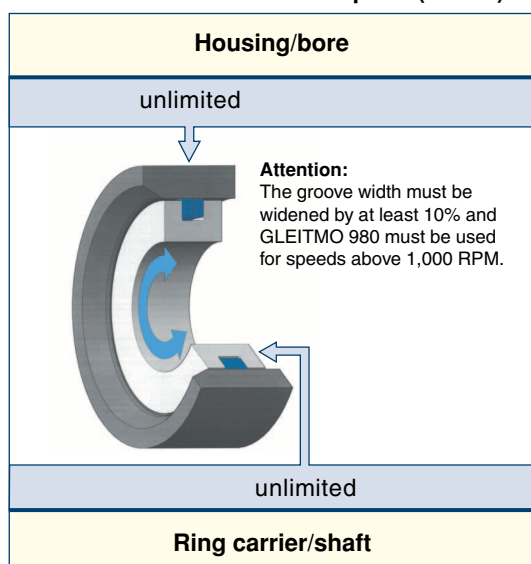 Housing/bore
unlimited
Attention:
The groove width must be
widened by at least 10% and
GLEITMO 980 must be used
for speeds above 1,000 RPM.
unlimited
Ring carrier/shaft